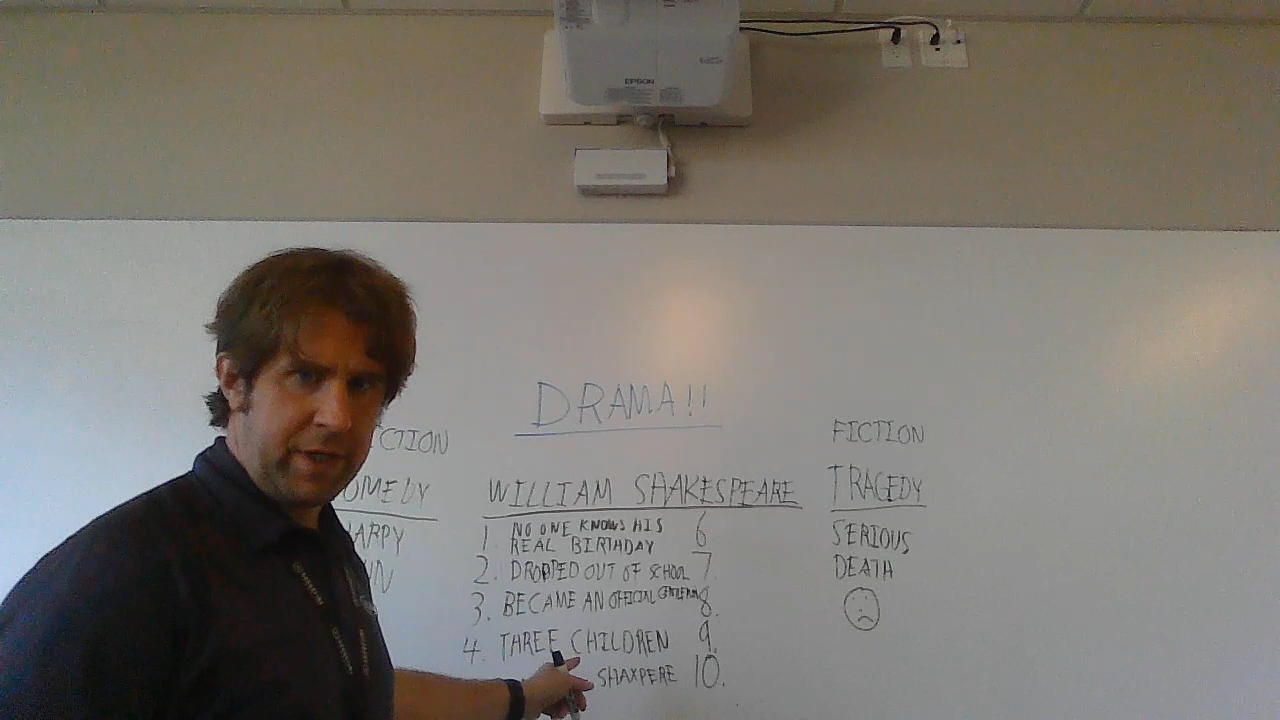 EPSON
DRAMA!!
CTION
OMEDY
APPY
WILLIAM SHAKESPEARE
1. NO ONE KNOWS HIS
REAL BIRTHDAY
2. DROPPED OUT OF SCHOOL
3. BECAME AN OFFICIAL GENTLEMAN
4. THREE CHILDREN
SHAXPERE
6
7.
8.
9.
10.
FICTION
TRAGEDY
SERIOUS
DEATH